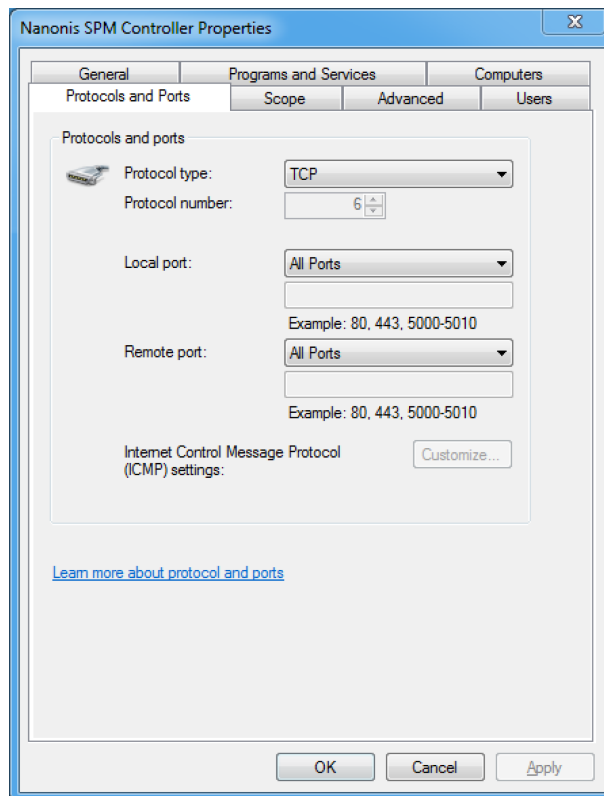 Nanonis SPM Controller Properties
General
Programs and Services
Computers
Protocols and Ports
Scope
Advanced
Users
Protocols and ports
Protocol type:
TCP
Protocol number:
6
Local port:
All Ports
Example: 80, 443, 5000-5010
Remote port:
All Ports
Example: 80, 443, 5000-5010
Internet Control Message Protocol
(ICMP) settings:
Customize...
Learn more about protocol and ports
OK
Cancel
Apply